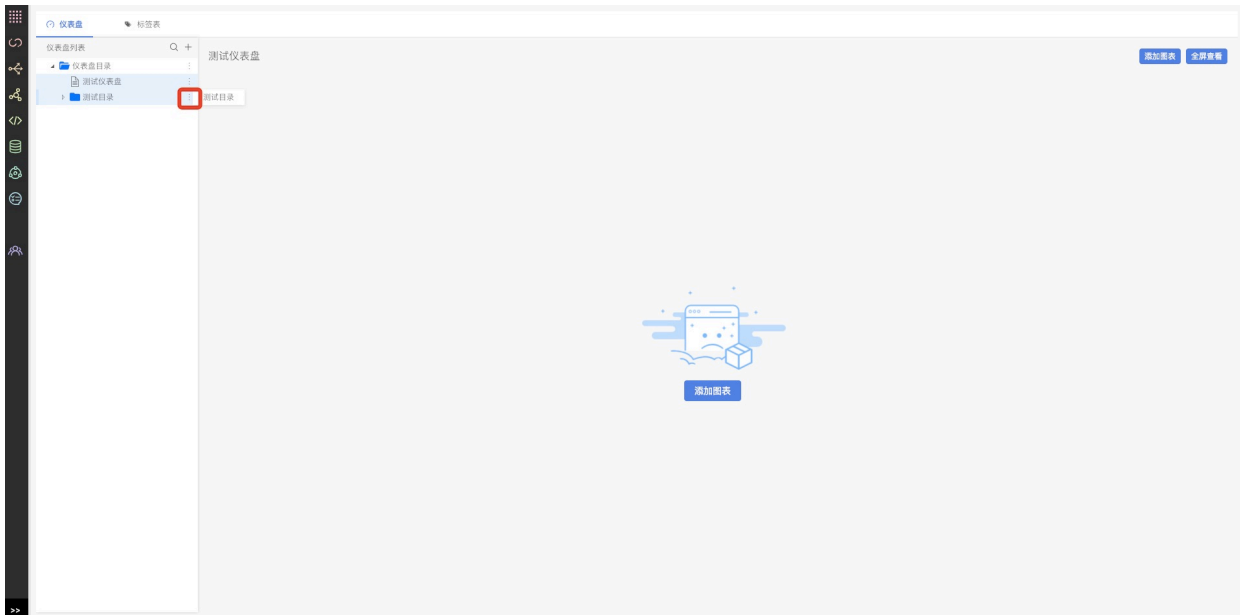 仪表盘 标签表
仪表盘列表
测试仪表盘 添加图表 全屏查看
仪表盘目录
测试仪表盘
测试目录 测试目录
添加图表
>>